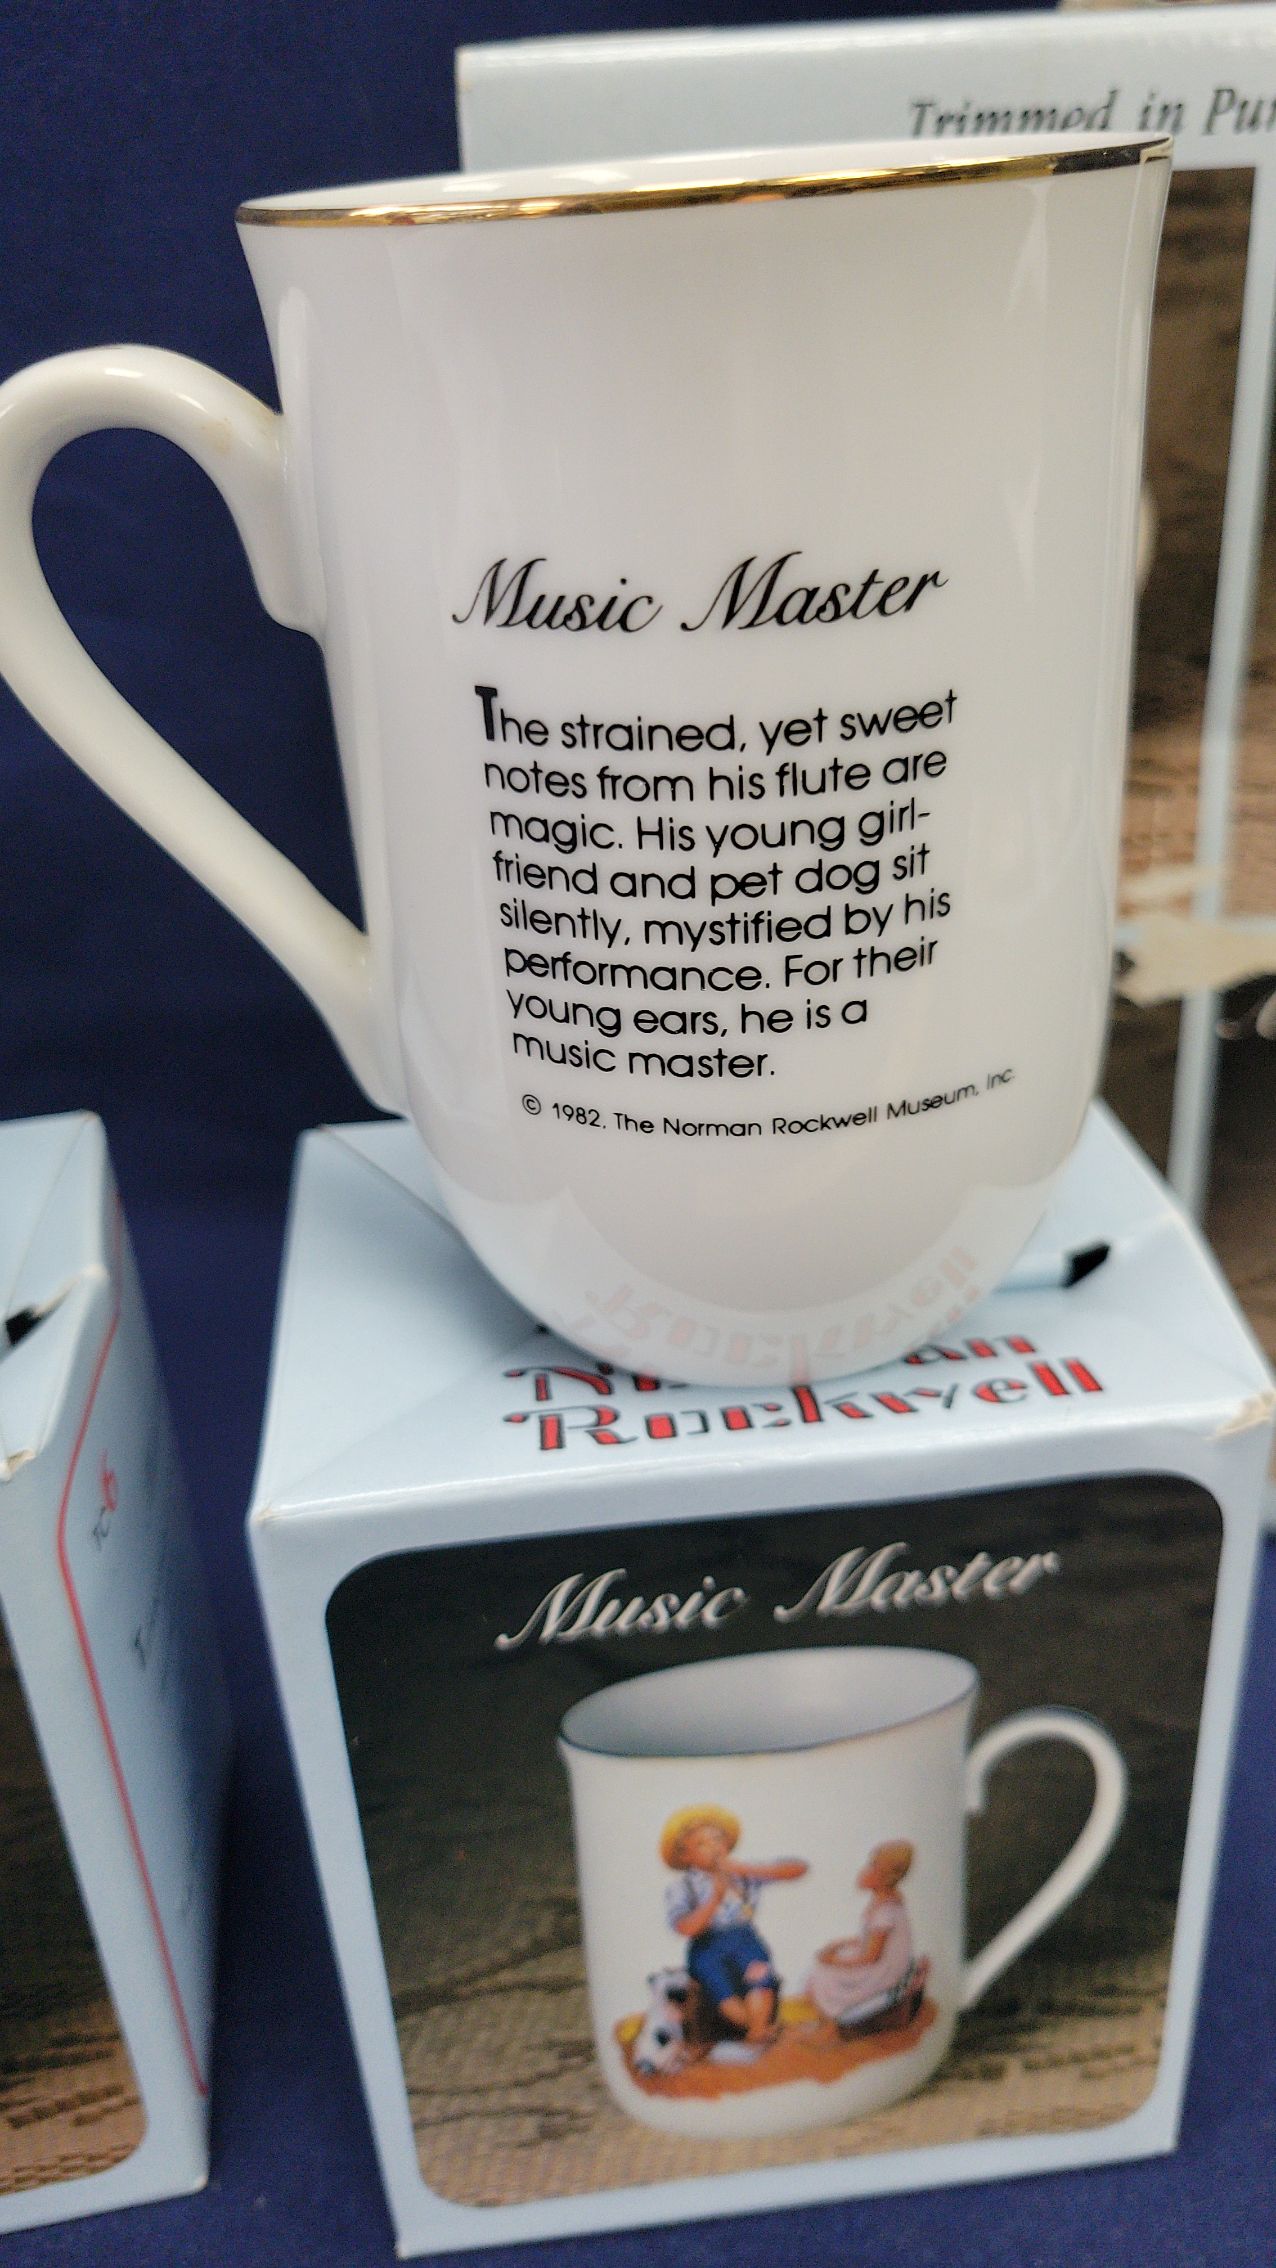 Trimmed in
Music Master
The strained, yet sweet
notes from his flute are
magic. His young girl-
friend and pet dog sit
silently, mystified by his
performance. For their
young ears, he is a
music master.
© 1982, The Norman Rockwell Museum, Inc.
Rockwell
Music Master